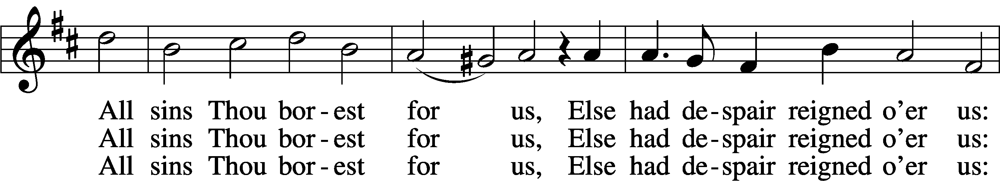 All sins Thou bor - est for us, Else had de - spair reigned o’er us:
All sins Thou bor - est for us, Else had de - spair reigned o’er us:
All sins Thou bor - est for us, Else had de - spair reigned o’er us: